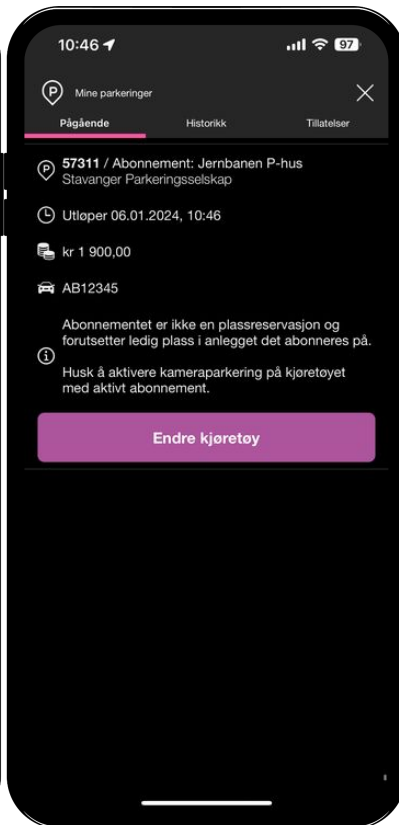 10:46
97
Mine parkeringer
Pågående Historikk Tillatelser
57311 / Abonnement: Jernbanen P-hus
Stavanger Parkeringsselskap
Utløper 06.01.2024, 10:46
kr 1 900,00
AB12345
Abonnementet er ikke en plassreservasjon og
forutsetter ledig plass i anlegget det abonneres på.
Husk å aktivere kameraparkering på kjøretøyet
med aktivt abonnement.
Endre kjøretøy